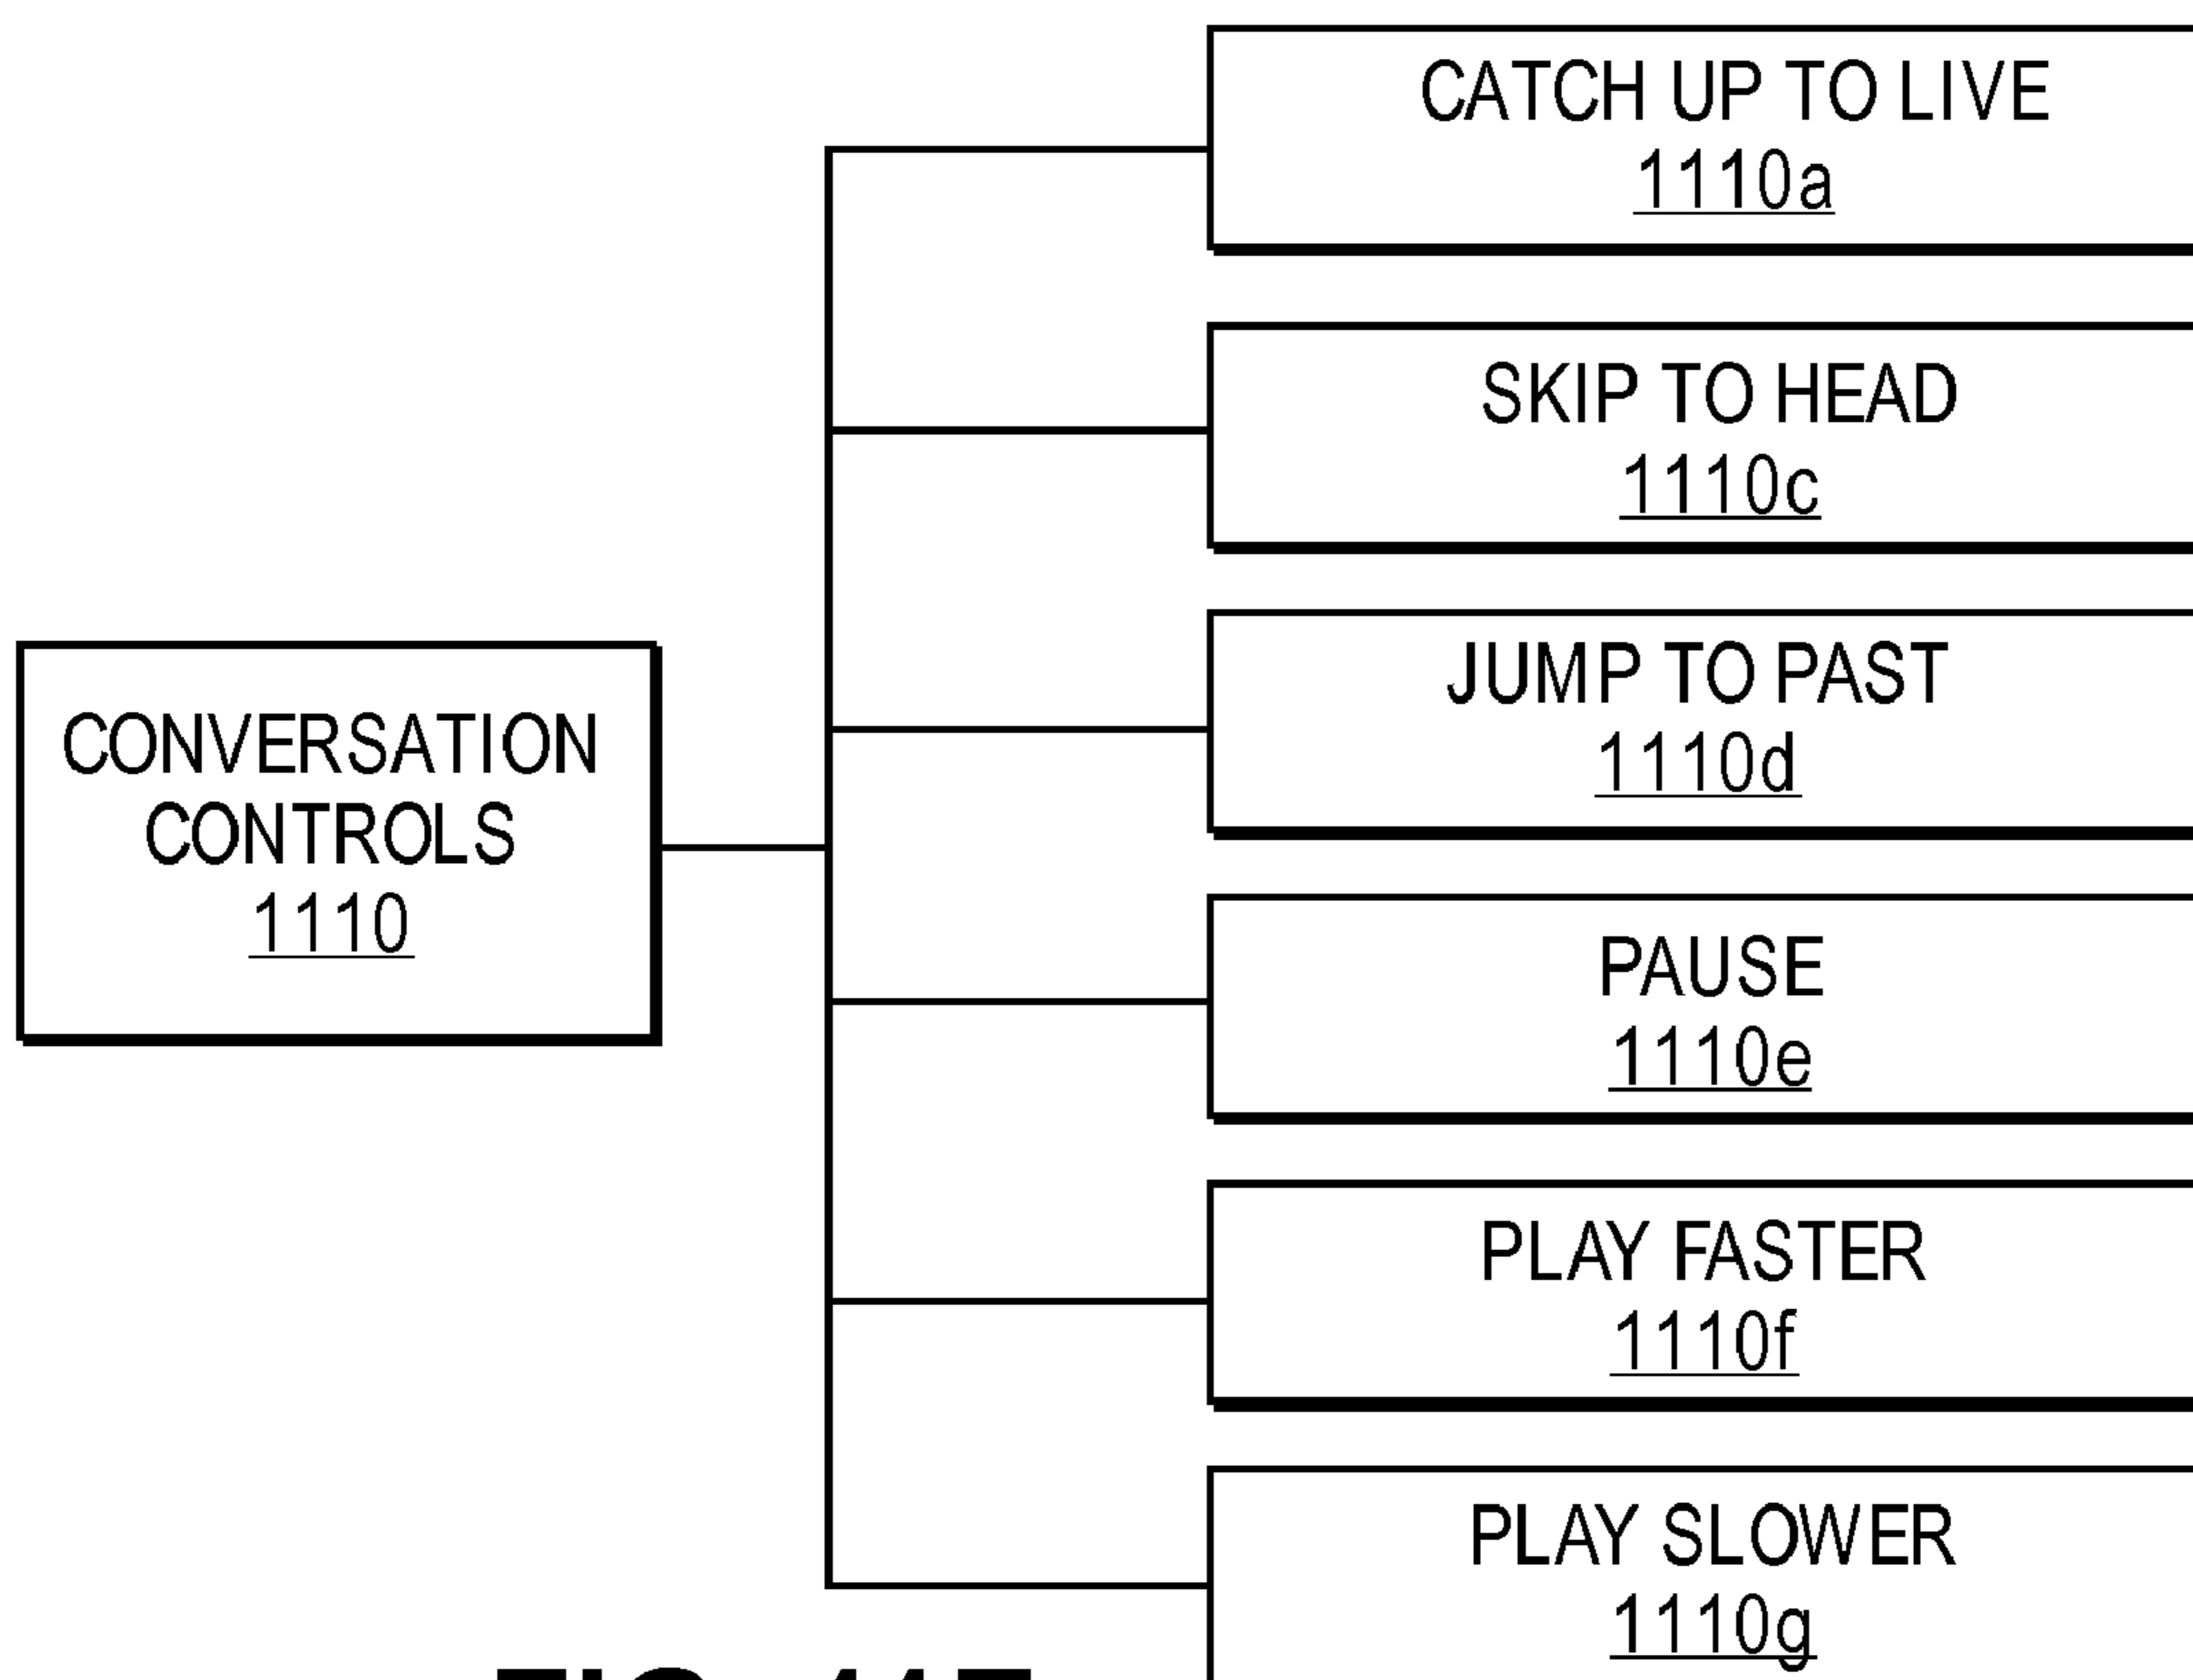 CATCH UP TO LIVE
1110a
SKIP TO HEAD
1110c
JUMP TO PAST
1110d
CONVERSATION
CONTROLS
1110
PAUSE
1110e
PLAY FASTER
1110f
PLAY SLOWER
1110g